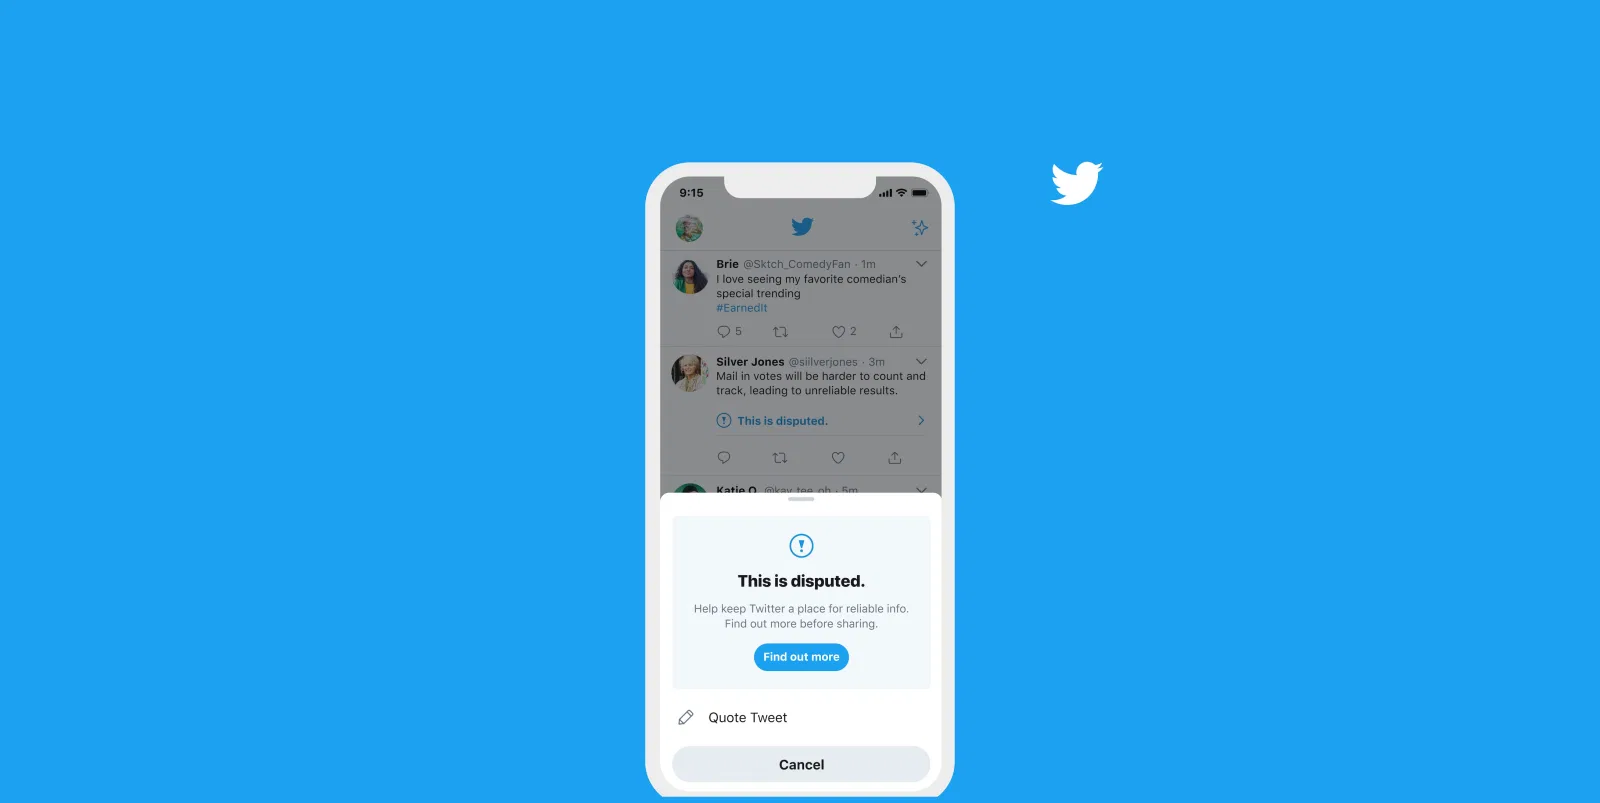 9:15
Brie @Sktch_ComedyFan · 1m
I love seeing my favorite comedian's
special trending
#EarnedIt
5
2
Silver Jones @siilverjones · 3m
Mail in votes will be harder to count and
track, leading to unreliable results.
This is disputed.
Katie O. @kay_tee_oh · 5m
This is disputed.
Help keep Twitter a place for reliable info.
Find out more before sharing.
Find out more
Quote Tweet
Cancel